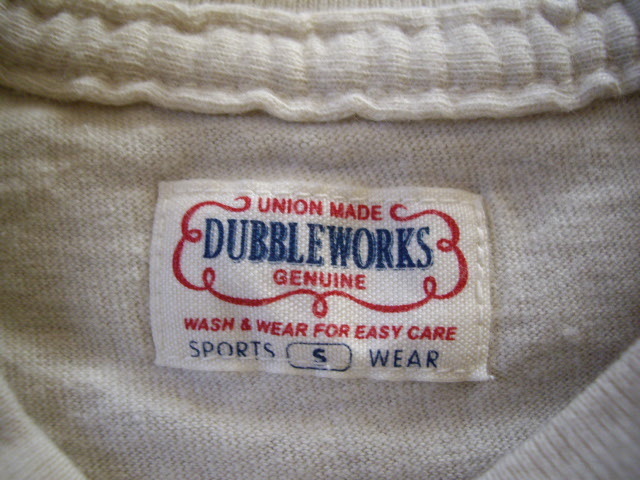 UNION MADE
DUBBLEWORKS
GENUINE
WASH & WEAR FOR EASY CARE
SPORTS S WEAR